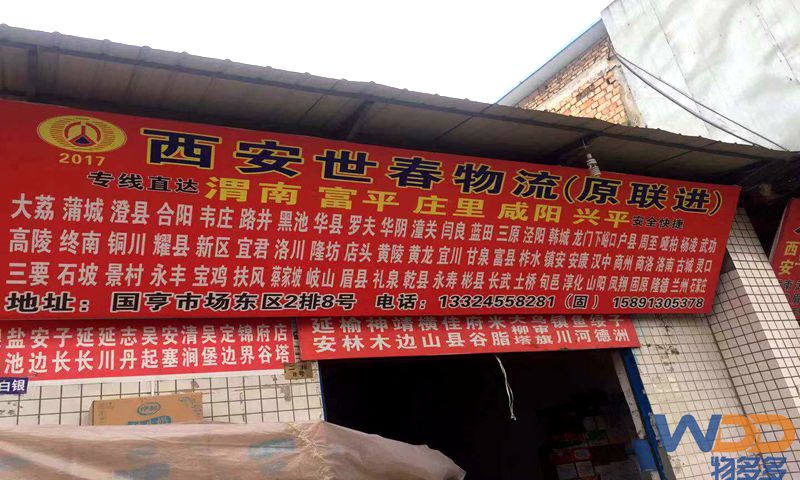 2017
西安世春物流(原联进)
专线直达 渭南 富平 庄里 咸阳 兴平 安全快捷
大荔 蒲城 澄县 合阳 韦庄 路井 黑池 华县 罗夫 华阴 潼关 闫良 蓝田 三原 泾阳 韩城 龙门 下峪口 户县 周至 哑柏 杨凌 武功
高陵 终南 铜川 耀县 新区 宜君 洛川 隆坊 店头 黄陵 黄龙 宜川 甘泉 富县 柞水 镇安 安康 汉中 商州 商洛 洛南 古城 灵口
三要 石坡 景村 永丰 宝鸡 扶风 蔡家坡 岐山 眉县 礼泉 乾县 永寿 彬县 长武 土桥 旬邑 淳化 山阳 凤翔 固原 隆德 兰州 石家庄
地址：国亨市场东区2排8号 电话：13324558281（固）15891305378
盐安子延延志吴安清吴定锦府店
池边长长川丹起塞涧堡边界谷塔
延榆神靖横佳府米
安林木边山县谷脂塔旗川河德洲
白银
WDD
物多多